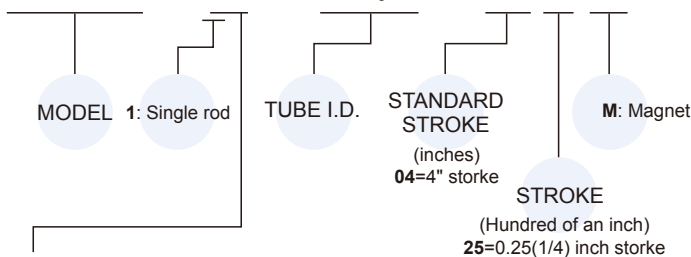 MODEL
1: Single rod
TUBE I.D.
STANDARD
STROKE
(inches)
04=4" storke
M: Magnet
STROKE
(Hundred of an inch)
25=0.25(1/4) inch storke